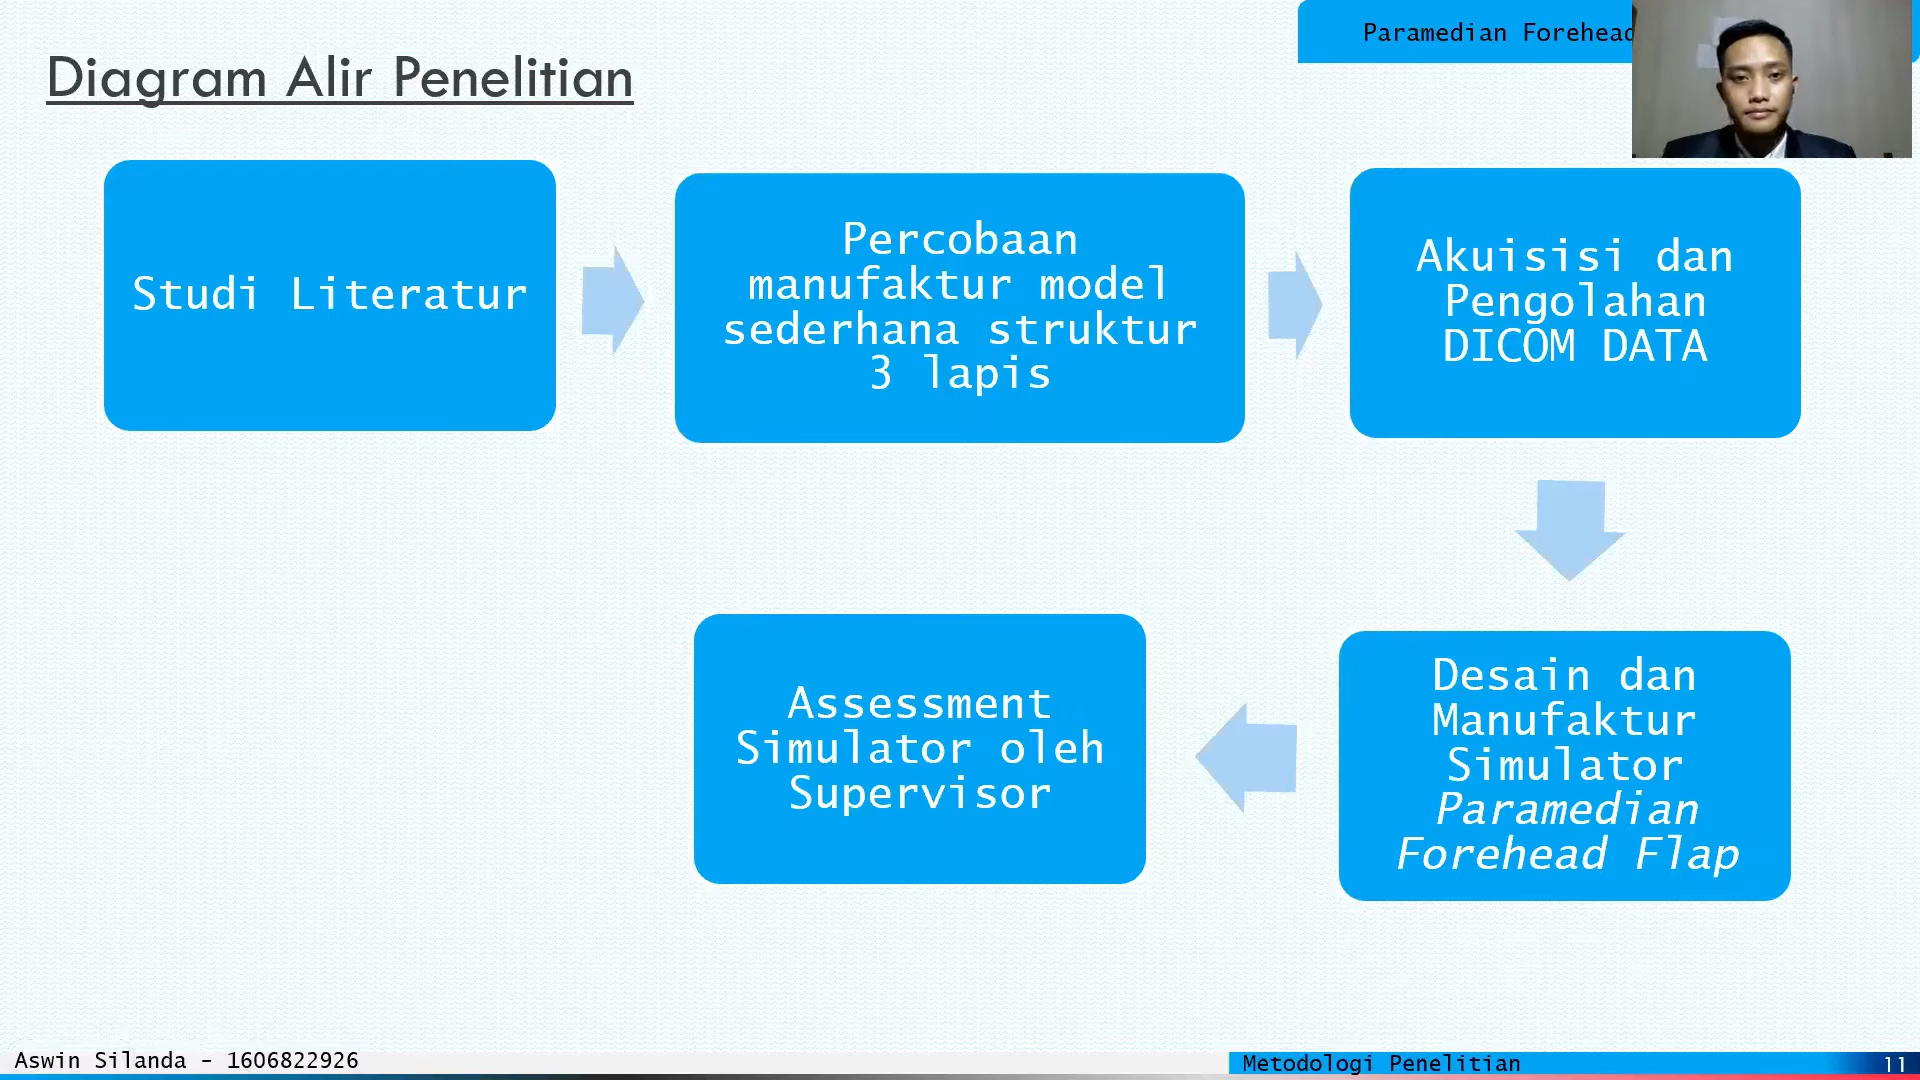 Paramedian Forehead
Diagram Alir Penelitian
Studi Literatur
Percobaan
manufaktur model
sederhana struktur
3 lapis
Akuisisi dan
Pengolahan
DICOM DATA
Desain dan
Manufaktur
Simulator
Paramedian
Forehead Flap
Assessment
Simulator oleh
Supervisor
Aswin Silanda - 1606822926
Metodologi Penelitian
11